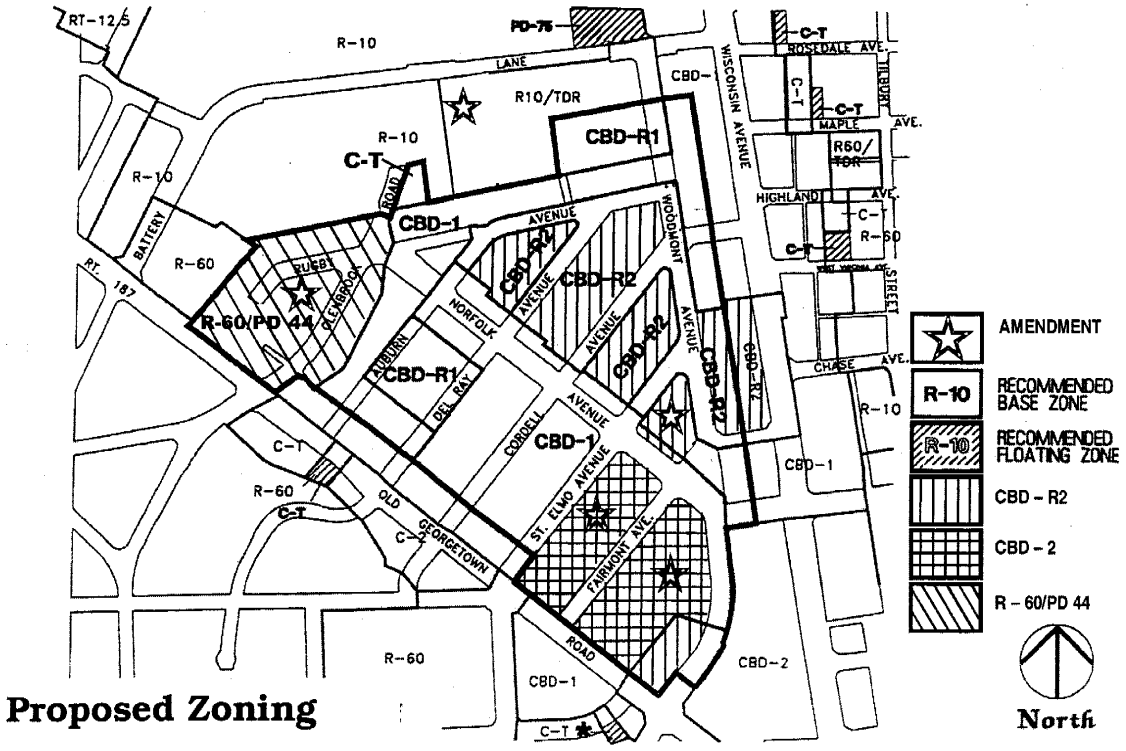 RT-12.5
R-10
PD-75
LANE
CBD-
WISCONSIN AVENUE
C-T
ROSEDALE AVE.
TILBURY
C-T
C-T
MAPLE AVE.
R10/TDR
R-10
CBD-R1
C-T
R60/
TDR
R-10
ROAD
HIGHLAND AVE.
C-T
R-60
C-T
BATTERY
CBD-1
AVENUE
WOODMONT
R-60
RUGBY
GLENBROOK
CBD-R2
AVENUE
CBD-R2
STREET
RT. 187
R-60/PD 44
NORFOLK
AVENUE
CBD-R2
AVENUE
CBD-R2
CBD-R2
CHASE AVE.
AUBURN
CBD-R1
DEL RAY
AVENUE
R-10
CORDELL
CBD-1
C-T
ST. ELMO AVENUE
CBD-1
R-60
C-T
OLD
GEORGETOWN
C-2
FAIRMONT AVE.
ROAD
R-60
CBD-1
CBD-2
C-T *
AMENDMENT
R-10
RECOMMENDED
BASE ZONE
R-10
RECOMMENDED
FLOATING ZONE
CBD-R2
CBD-2
R-60/PD 44
North
Proposed Zoning